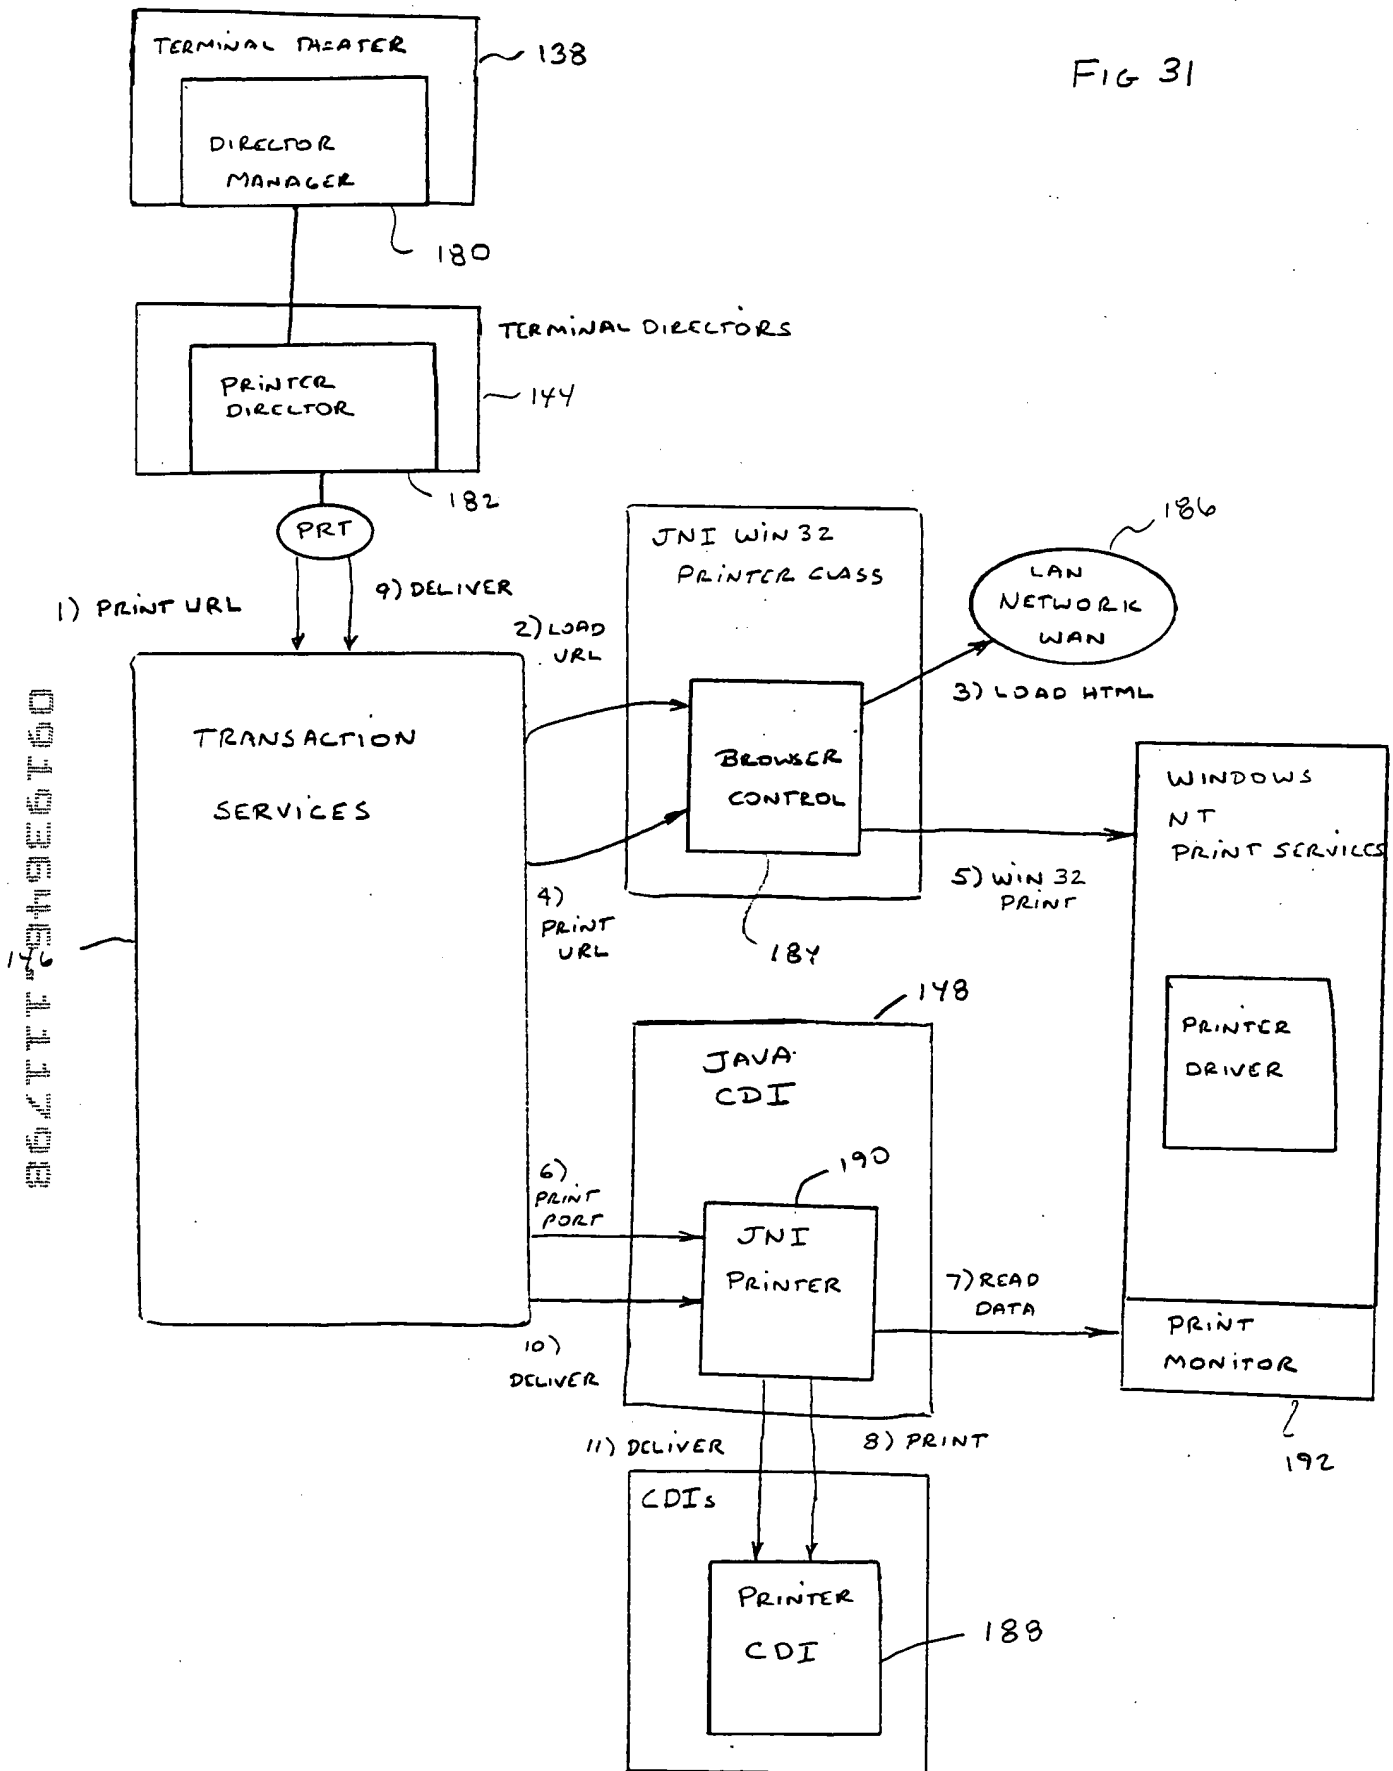 FIG 31
TERMINAL THEATER
138
DIRECTOR
MANAGER
180
TERMINAL DIRECTORS
PRINTER
DIRECTOR
144
182
PRT
1) PRINT URL
9) DELIVER
TRANSACTION
SERVICES
146
2) LOAD
URL
4)
PRINT
URL
JNI WIN 32
PRINTER CLASS
BROWSER
CONTROL
184
186
LAN
NETWORK
WAN
3) LOAD HTML
5) WIN 32
PRINT
WINDOWS
NT
PRINT SERVICES
PRINTER
DRIVER
PRINT
MONITOR
192
148
JAVA
CDI
190
JNI
PRINTER
6)
PRINT
PORT
10)
DELIVER
7) READ
DATA
11) DELIVER
8) PRINT
CDIs
PRINTER
CDI
188
09193646.111798